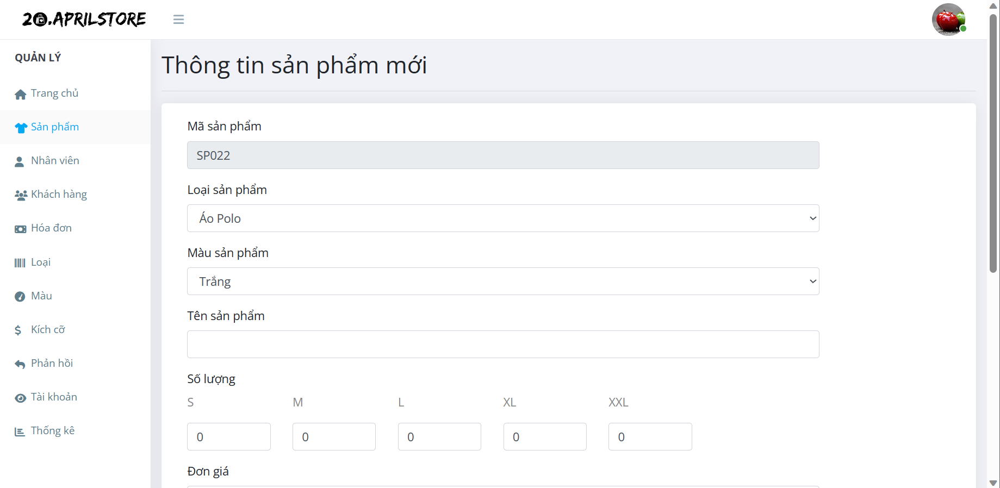 20.APRILSTORE
QUẢN LÝ
Trang chủ
Sản phẩm
Nhân viên
Khách hàng
Hóa đơn
Loại
Màu
Kích cỡ
Phản hồi
Tài khoản
Thống kê
Thông tin sản phẩm mới
Mã sản phẩm
SP022
Loại sản phẩm
Áo Polo
Màu sản phẩm
Trắng
Tên sản phẩm
Số lượng
S M L XL XXL
0 0 0 0 0
Đơn giá